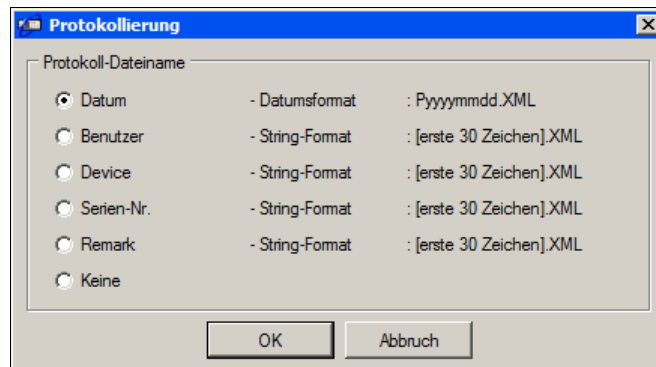 Protokollierung
Protokoll-Dateiname
Datum - Datumsformat : Pyyyymmdd.XML
Benutzer - String-Format : [erste 30 Zeichen].XML
Device - String-Format : [erste 30 Zeichen].XML
Serien-Nr. - String-Format : [erste 30 Zeichen].XML
Remark - String-Format : [erste 30 Zeichen].XML
Keine
OK Abbruch